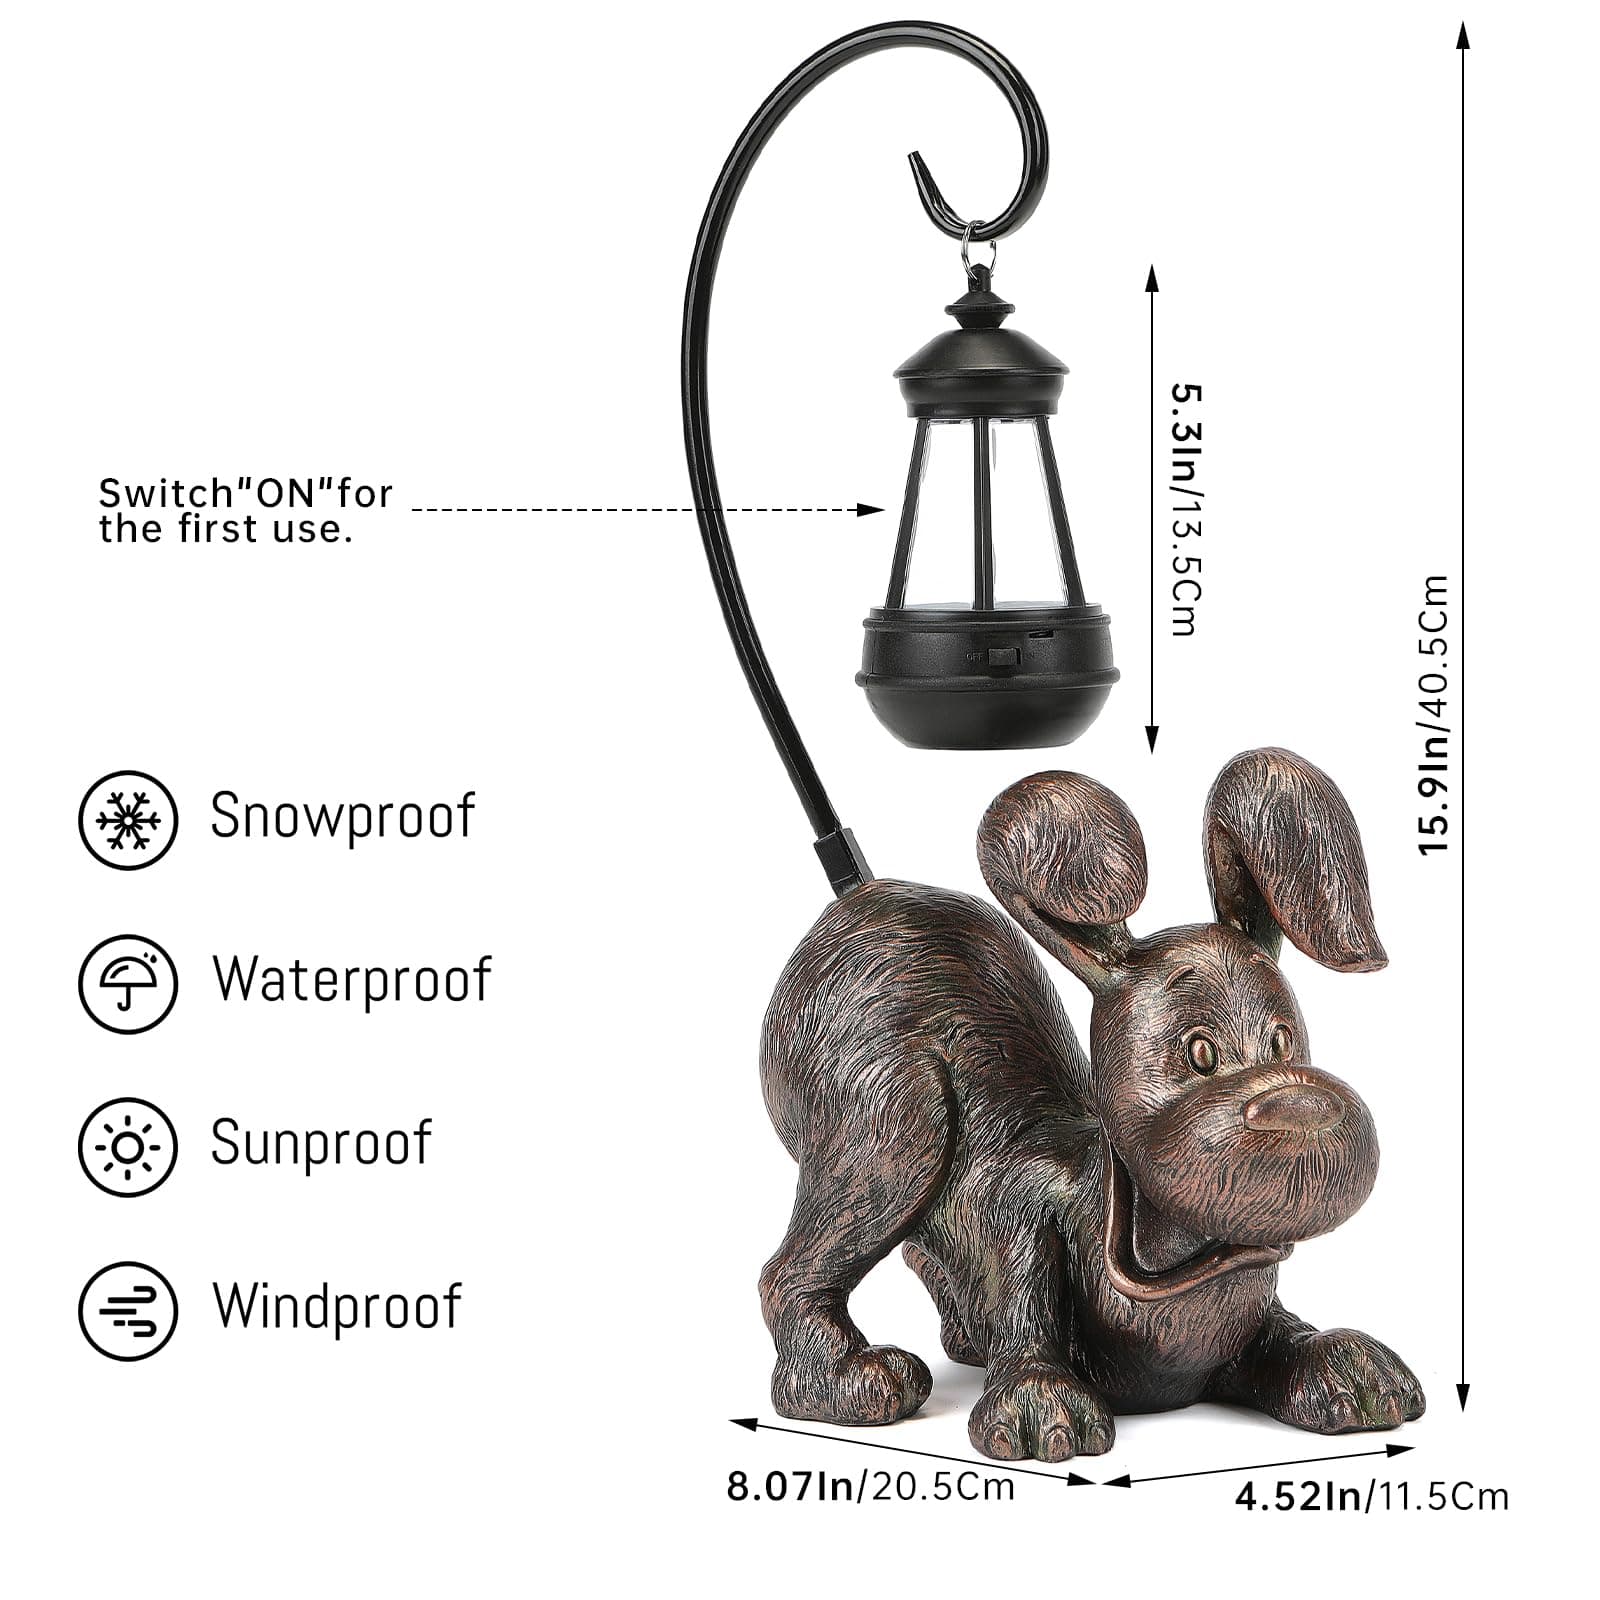 Switch"ON"for
the first use.
5.3In/13.5Cm
15.9In/40.5Cm
OFF
Snowproof
Waterproof
Sunproof
Windproof
8.07In/20.5Cm
4.52In/11.5Cm